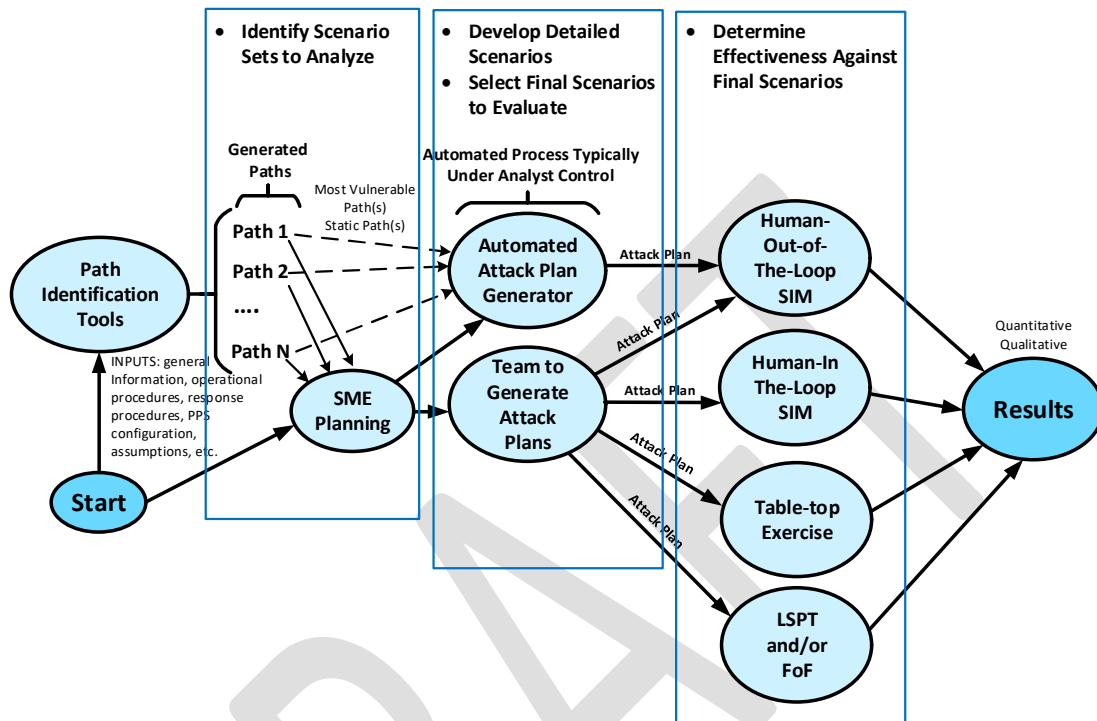 • Identify Scenario
Sets to Analyze
• Develop Detailed
Scenarios
• Select Final Scenarios
to Evaluate
• Determine
Effectiveness Against
Final Scenarios
Generated
Paths
Most Vulnerable
Path(s)
Static Path(s)
Automated Process Typically
Under Analyst Control
Path 1
Path 2
....
Path N
Path
Identification
Tools
INPUTS: general
Information, operational
procedures, response
procedures, PPS
configuration,
assumptions, etc.
Start
SME
Planning
Automated
Attack Plan
Generator
Team to
Generate
Attack
Plans
Attack Plan
Attack Plan
Attack Plan
Attack Plan
Attack Plan
Human-
Out-of-
The-Loop
SIM
Human-In
The-Loop
SIM
Table-top
Exercise
LSPT
and/or
FoF
Quantitative
Qualitative
Results
DRAFT